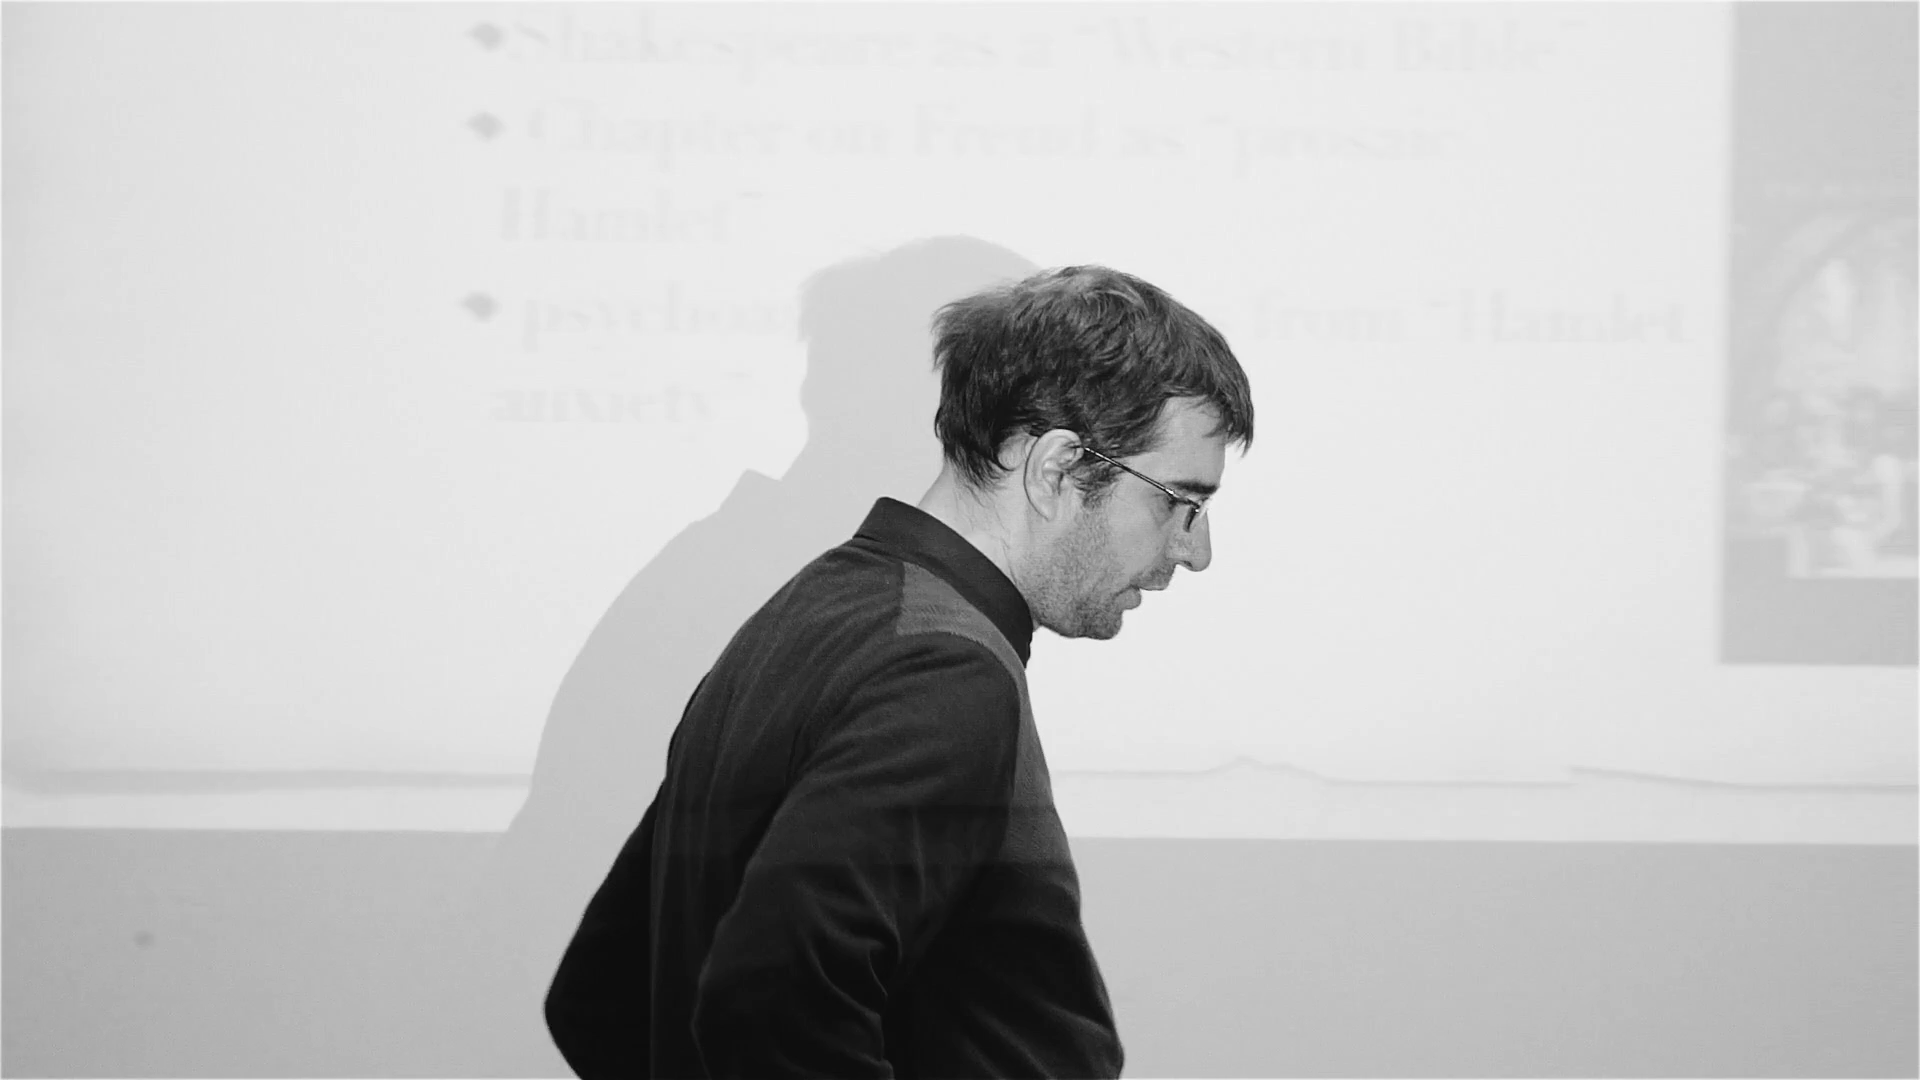 Shakespeare as a "Western Bible"
Chapter on Freud as "prosaic
Hamlet"
from "Hamlet
anxiety"